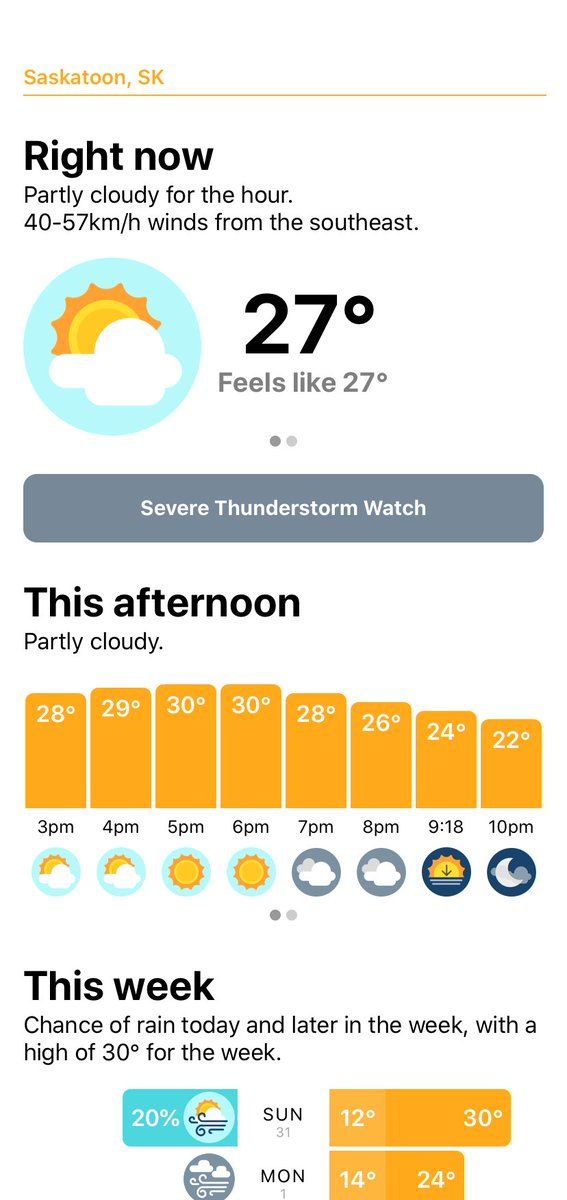 Saskatoon, SK
Right now
Partly cloudy for the hour.
40-57km/h winds from the southeast.
27°
Feels like 27°
Severe Thunderstorm Watch
This afternoon
Partly cloudy.
28° 29° 30° 30° 28° 26° 24° 22°
3pm 4pm 5pm 6pm 7pm 8pm 9:18 10pm
This week
Chance of rain today and later in the week, with a
high of 30° for the week.
20% SUN 12° 30°
31
MON 14° 24°
1